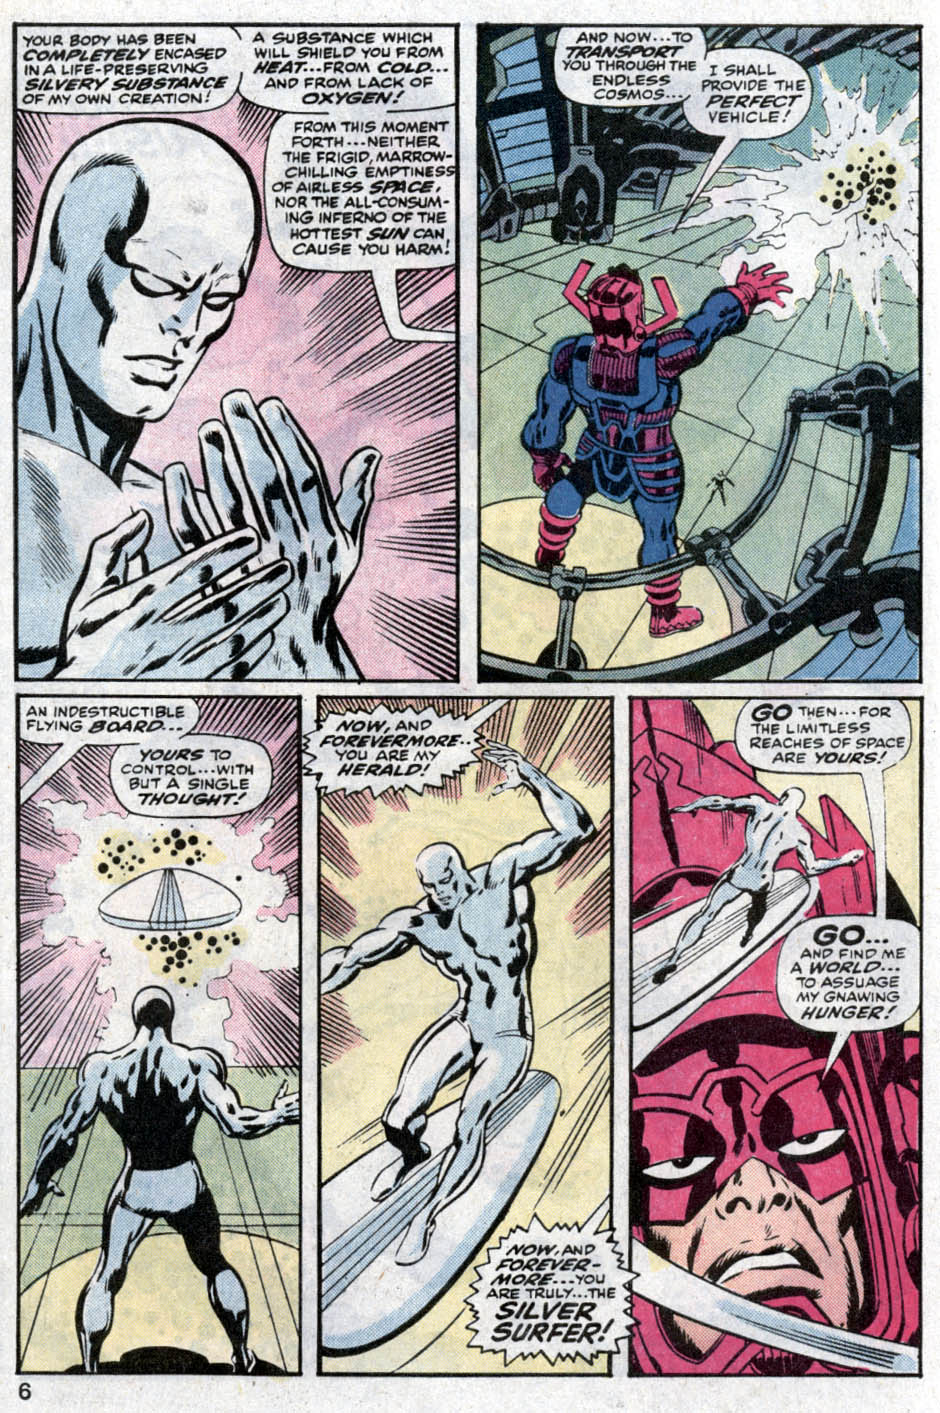 YOUR BODY HAS BEEN
COMPLETELY ENCASED
IN A LIFE-PRESERVING
SILVERY SUBSTANCE
OF MY OWN CREATION!
A SUBSTANCE WHICH
WILL SHIELD YOU FROM
HEAT...FROM COLD...
AND FROM LACK OF
OXYGEN!
FROM THIS MOMENT
FORTH---NEITHER
THE FRIGID, MARROW-
CHILLING EMPTINESS
OF AIRLESS SPACE,
NOR THE ALL-CONSUM-
ING INFERNO OF THE
HOTTEST SUN CAN
CAUSE YOU HARM!
AND NOW...TO
TRANSPORT
YOU THROUGH THE
ENDLESS
COSMOS...
I SHALL
PROVIDE THE
PERFECT
VEHICLE!
AN INDESTRUCTIBLE
FLYING BOARD...
YOURS TO
CONTROL...WITH
BUT A SINGLE
THOUGHT!
NOW, AND
FOREVERMORE..
YOU ARE MY
HERALD!
NOW, AND
FOREVER-
MORE...YOU
ARE TRULY...THE
SILVER
SURFER!
GO THEN---FOR
THE LIMITLESS
REACHES OF SPACE
ARE YOURS!
GO...
AND FIND ME
A WORLD...
TO ASSUAGE
MY GNAWING
HUNGER!
6